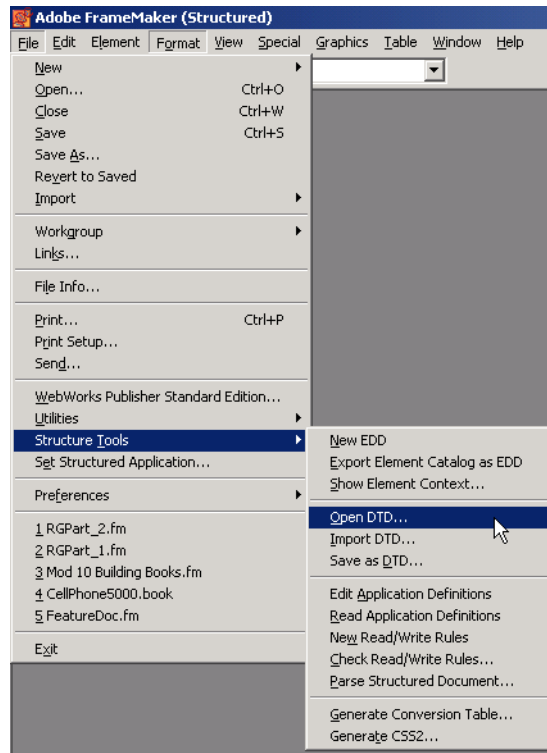 Adobe FrameMaker (Structured)
File Edit Element Format View Special Graphics Table Window Help
New
Open... Ctrl+O
Close Ctrl+W
Save Ctrl+S
Save As...
Revert to Saved
Import
Workgroup
Links...
File Info...
Print... Ctrl+P
Print Setup...
Send...
WebWorks Publisher Standard Edition...
Utilities
Structure Tools
Set Structured Application...
Preferences
1 RGPart_2.fm
2 RGPart_1.fm
3 Mod 10 Building Books.fm
4 CellPhone5000.book
5 FeatureDoc.fm
Exit
New EDD
Export Element Catalog as EDD
Show Element Context...
Open DTD...
Import DTD...
Save as DTD...
Edit Application Definitions
Read Application Definitions
New Read/Write Rules
Check Read/Write Rules...
Parse Structured Document...
Generate Conversion Table...
Generate CSS2...